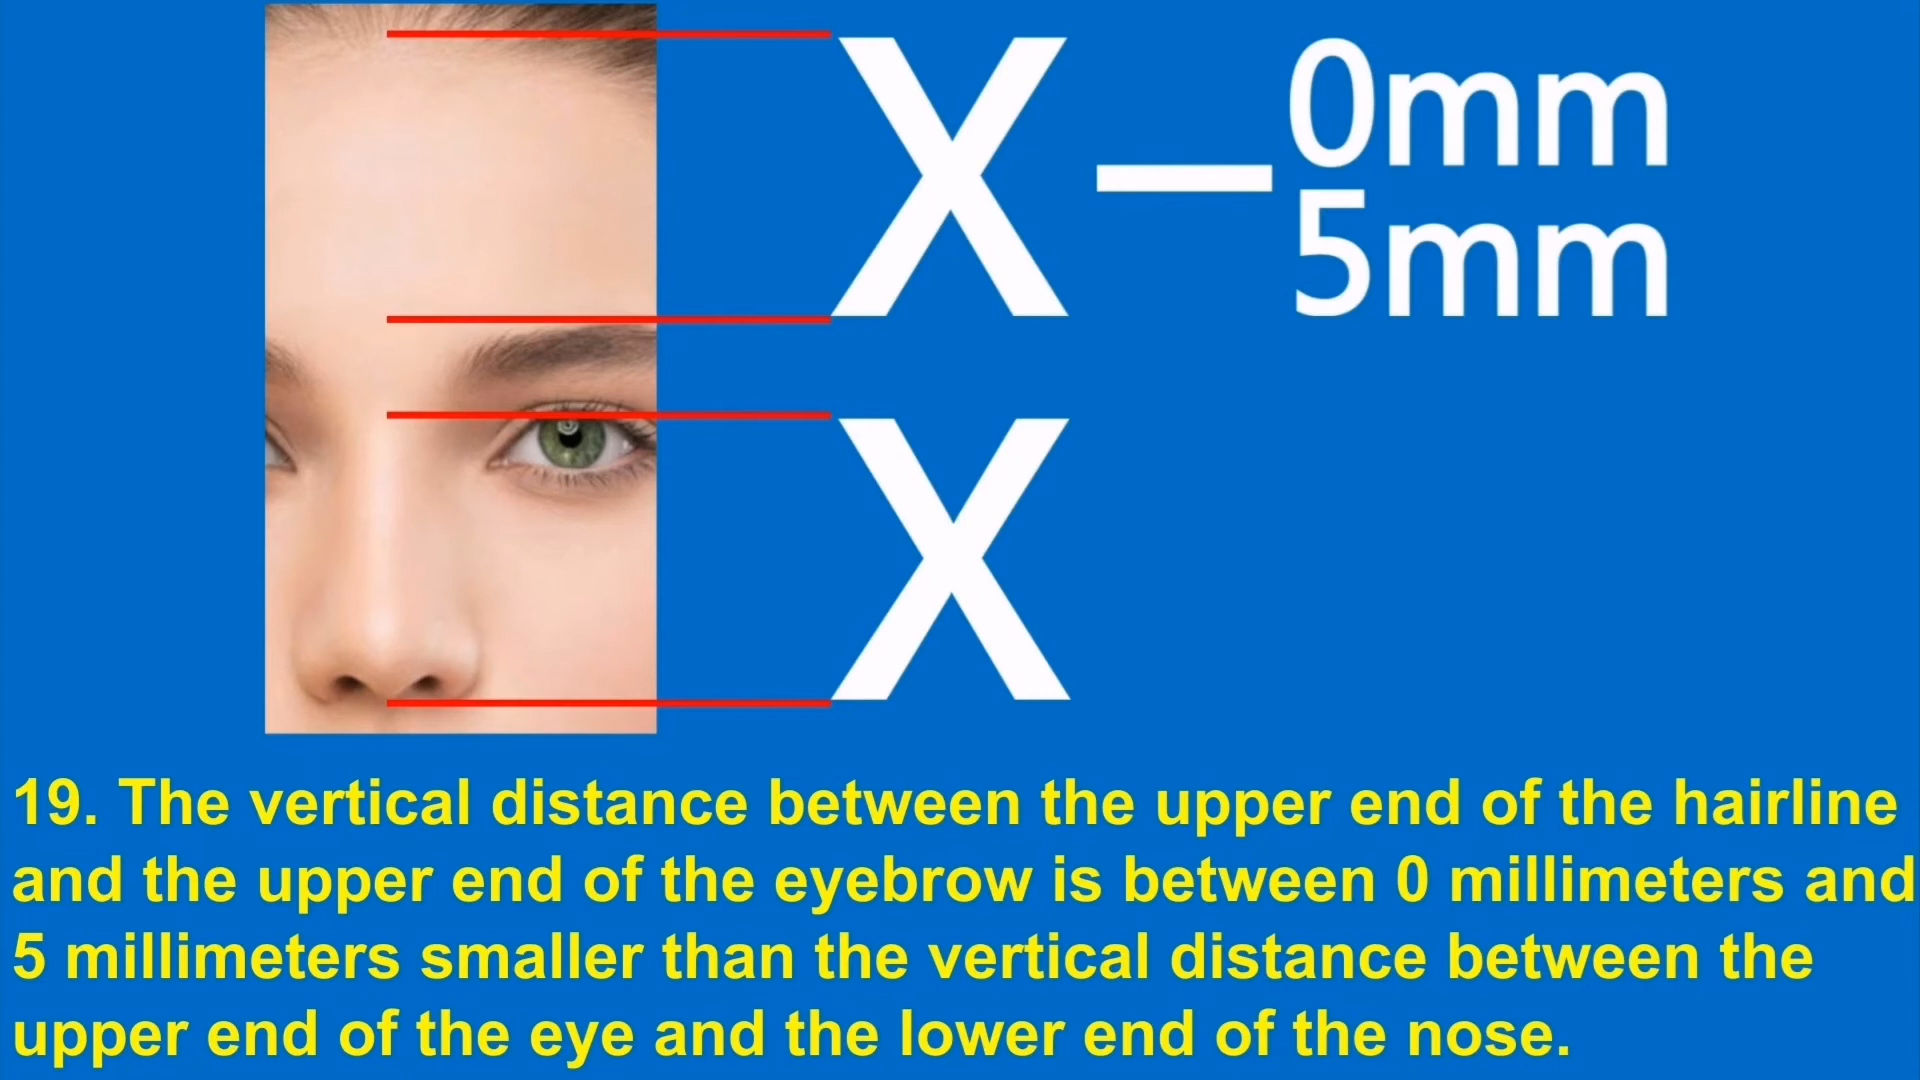 X — 0mm
5mm
X
19. The vertical distance between the upper end of the hairline
and the upper end of the eyebrow is between 0 millimeters and
5 millimeters smaller than the vertical distance between the
upper end of the eye and the lower end of the nose.